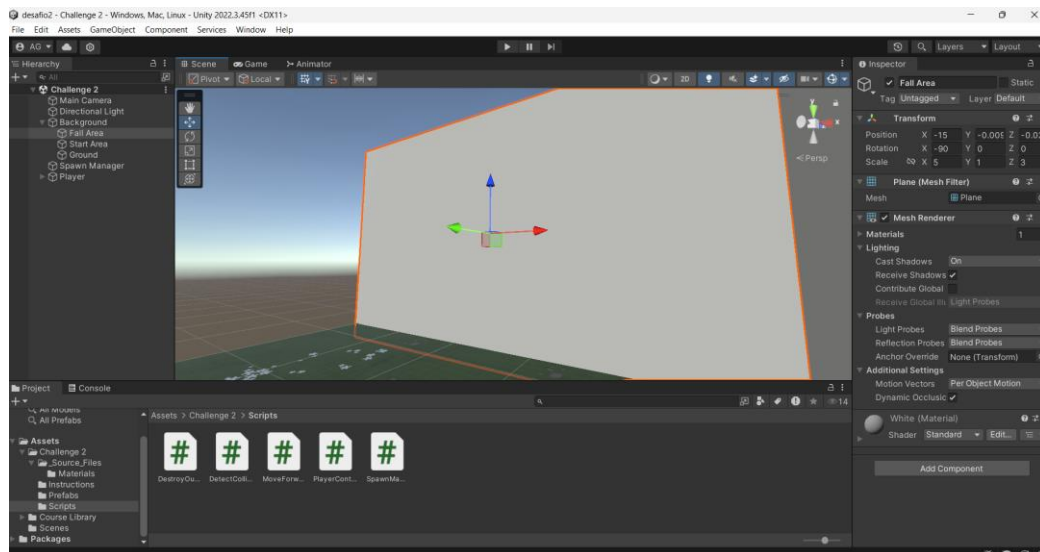 desafio2 - Challenge 2 - Windows, Mac, Linux - Unity 2022.3.45f1 <DX11>
File Edit Assets GameObject Component Services Window Help
AG
Layers Layout
Hierarchy
Scene Game Animator
Inspector
All
Pivot Local
2D
Fall Area Static
Challenge 2
Tag Untagged Layer Default
Main Camera
Directional Light
Transform
Background
Position X -15 Y -0.009 Z
Fall Area
Rotation X -90 Y 0 Z 0
Start Area
Scale X 5 Y 1 Z 3
Ground
Spawn Manager
Player
y
x
< Persp
Plane (Mesh Filter)
Mesh Plane
Mesh Renderer
Materials 1
Lighting
Cast Shadows On
Receive Shadows
Contribute Global
Receive Global Illu Light Probes
Probes
Light Probes Blend Probes
Reflection Probes Blend Probes
Anchor Override None (Transform)
Additional Settings
Motion Vectors Per Object Motion
Dynamic Occlusic
White (Material)
Shader Standard Edit...
Add Component
Project Console
14
All Models
All Prefabs
Assets > Challenge 2 > Scripts
Assets
Challenge 2
_Source_Files
Materials
Instructions
Prefabs
Scripts
Course Library
Scenes
Packages
# # # # #
DestroyOu... DetectColli... MoveForw... PlayerCont... SpawnMa...